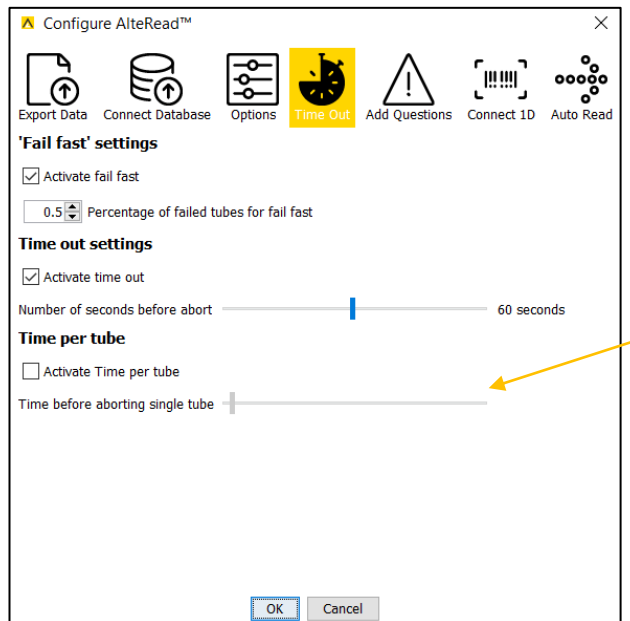 Configure AlteRead™
Export Data Connect Database Options Time Out Add Questions Connect 1D Auto Read
'Fail fast' settings
Activate fail fast
0.5 Percentage of failed tubes for fail fast
Time out settings
Activate time out
Number of seconds before abort 60 seconds
Time per tube
Activate Time per tube
Time before aborting single tube
OK Cancel